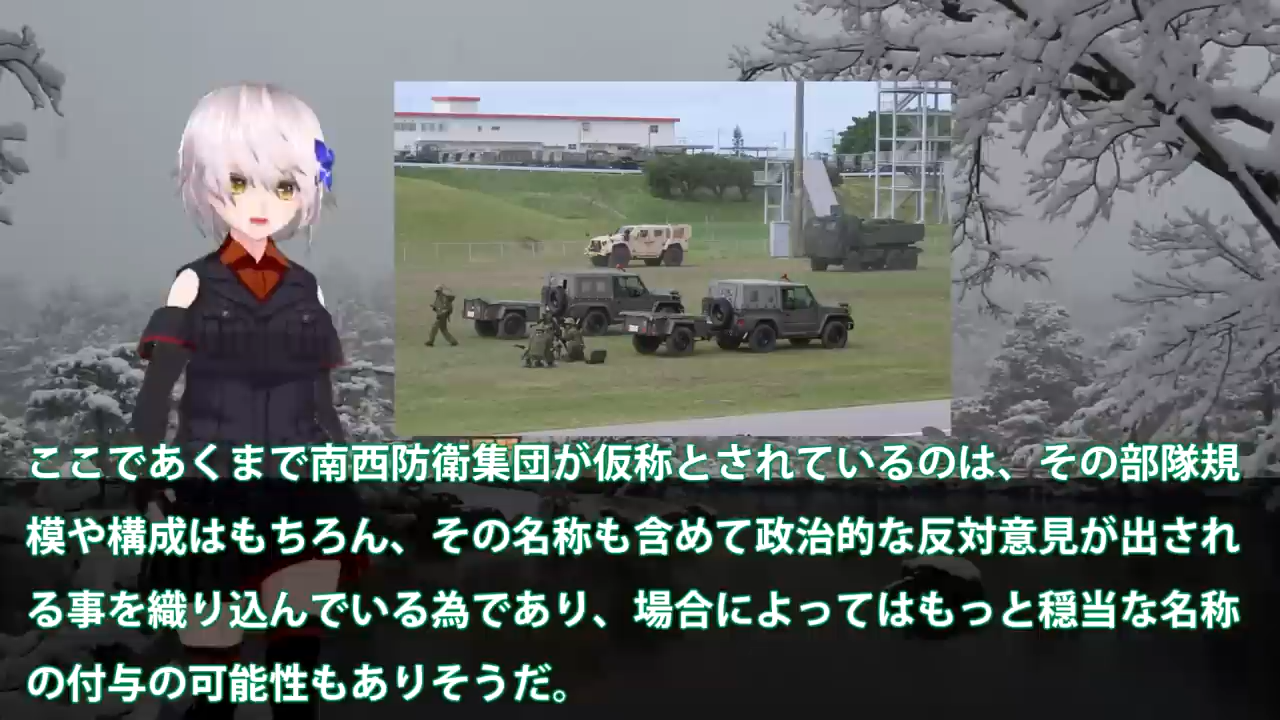 ここであくまで南西防衛集団が仮称とされているのは、その部隊規
模や構成はもちろん、その名称も含めて政治的な反対意見が出され
る事を織り込んでいる為であり、場合によってはもっと穏当な名称
の付与の可能性もありそうだ。